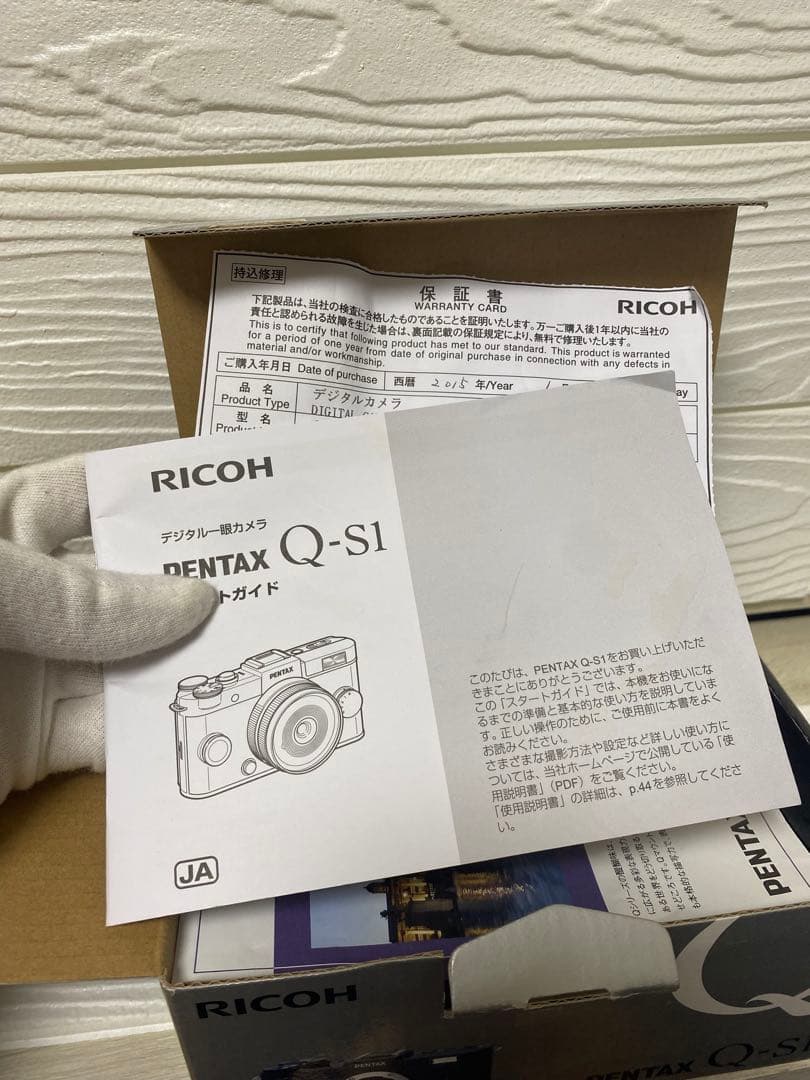 持込修理
保証書
WARRANTY CARD
RICOH
下記製品は、当社の検査に合格したものであることを証明いたします。万一ご購入後1年以内に当社の
責任と認められる故障を生じた場合は、裏面記載の保証規定により、無料で修理いたします。
This is to certify that following product has met to our standard. This product is warranted
for a period of one year from date of original purchase in connection with any defects in
material and/or workmanship.
ご購入年月日 Date of purchase 西暦 2015 年/Year /
品名 デジタルカメラ
Product Type DIGITAL
型名
RICOH
デジタル一眼カメラ
PENTAX Q-S1
トガイド
PENTAX
JA
このたびは、PENTAX Q-S1をお買い上げいただ
きまことにありがとうございます。
この「スタートガイド」では、本機をお使いにな
るまでの準備と基本的な使い方を説明していま
す。正しい操作のために、ご使用前に本書をよく
お読みください。
さまざまな撮影方法や設定など詳しい使い方に
ついては、当社ホームページで公開している「使
用説明書」(PDF)をご覧ください。
「使用説明書」の詳細は、p.44を参照してくださ
い。
PENTA
RICOH
PENTAX
PENTAX Q-S1